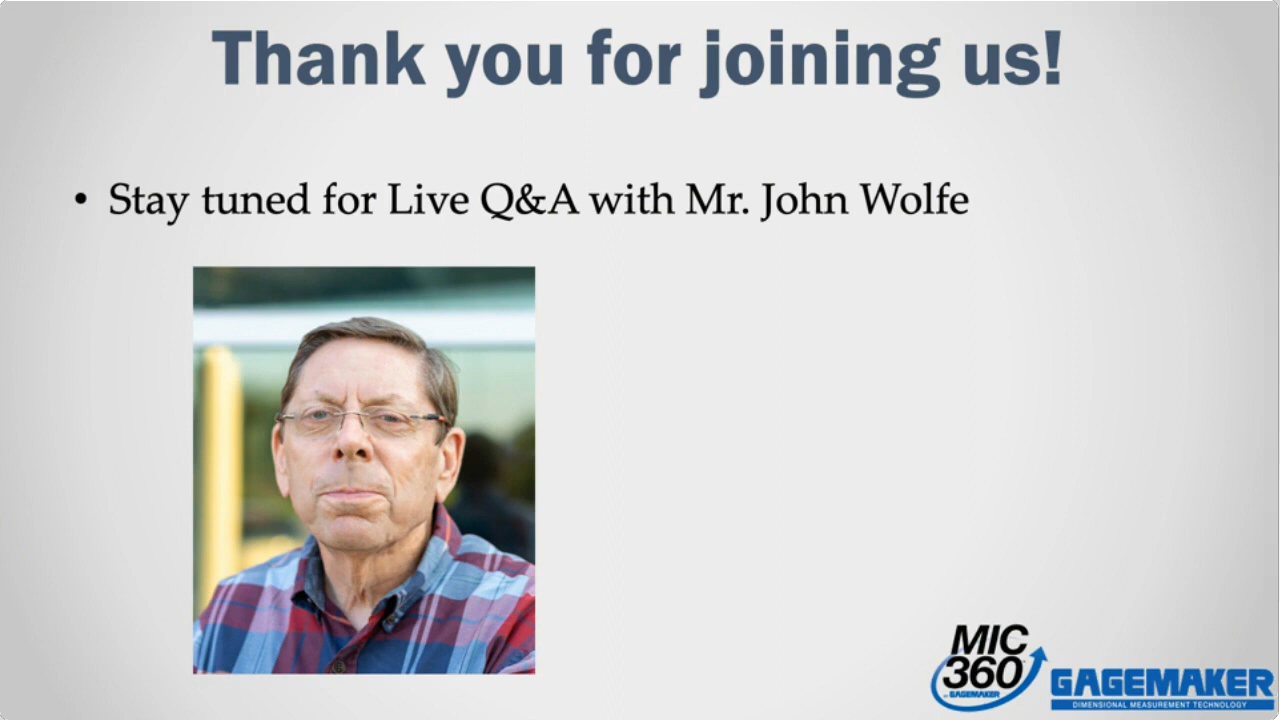 Thank you for joining us!
• Stay tuned for Live Q&A with Mr. John Wolfe
MIC
360
BY GAGEMAKER
GAGEMAKER
DIMENSIONAL MEASUREMENT TECHNOLOGY